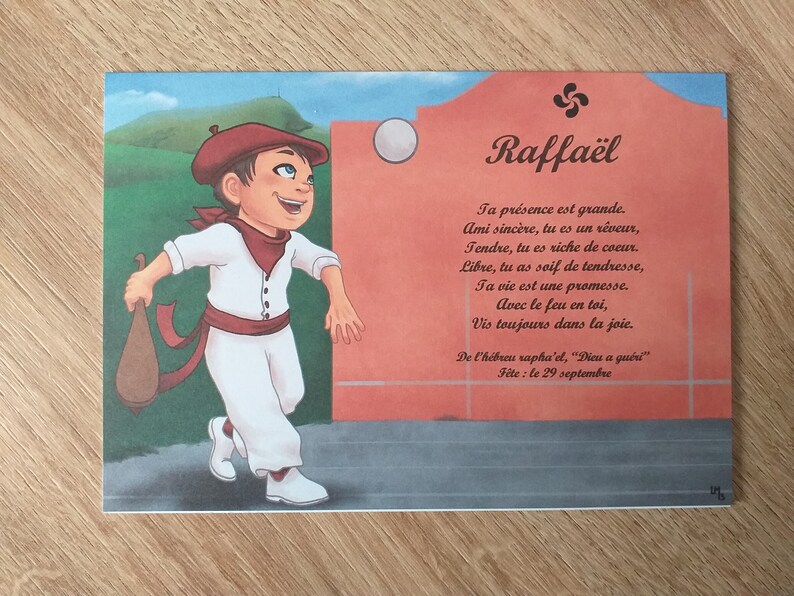 Raffaël
Ta présence est grande.
Ami sincère, tu es un rêveur,
Tendre, tu es riche de coeur.
Libre, tu as soif de tendresse,
Ta vie est une promesse.
Avec le feu en toi,
Vis toujours dans la joie.
De l'hébreu rapha'el, "Dieu a guéri"
Fête : le 29 septembre